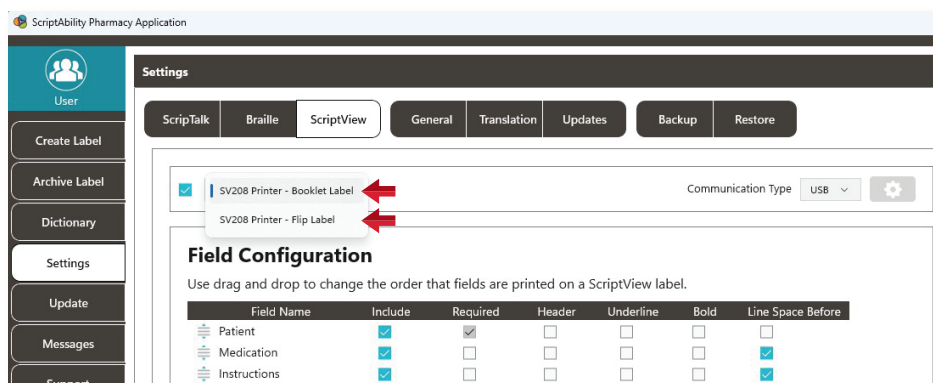 ScriptAbility Pharmacy Application
User
Create Label
Archive Label
Dictionary
Settings
Update
Messages
Support
Settings
ScripTalk Braille ScriptView General Translation Updates Backup Restore
SV208 Printer - Booklet Label
SV208 Printer - Flip Label
Communication Type USB
Field Configuration
Use drag and drop to change the order that fields are printed on a ScriptView label.
Field Name Include Required Header Underline Bold Line Space Before
Patient
Medication
Instructions